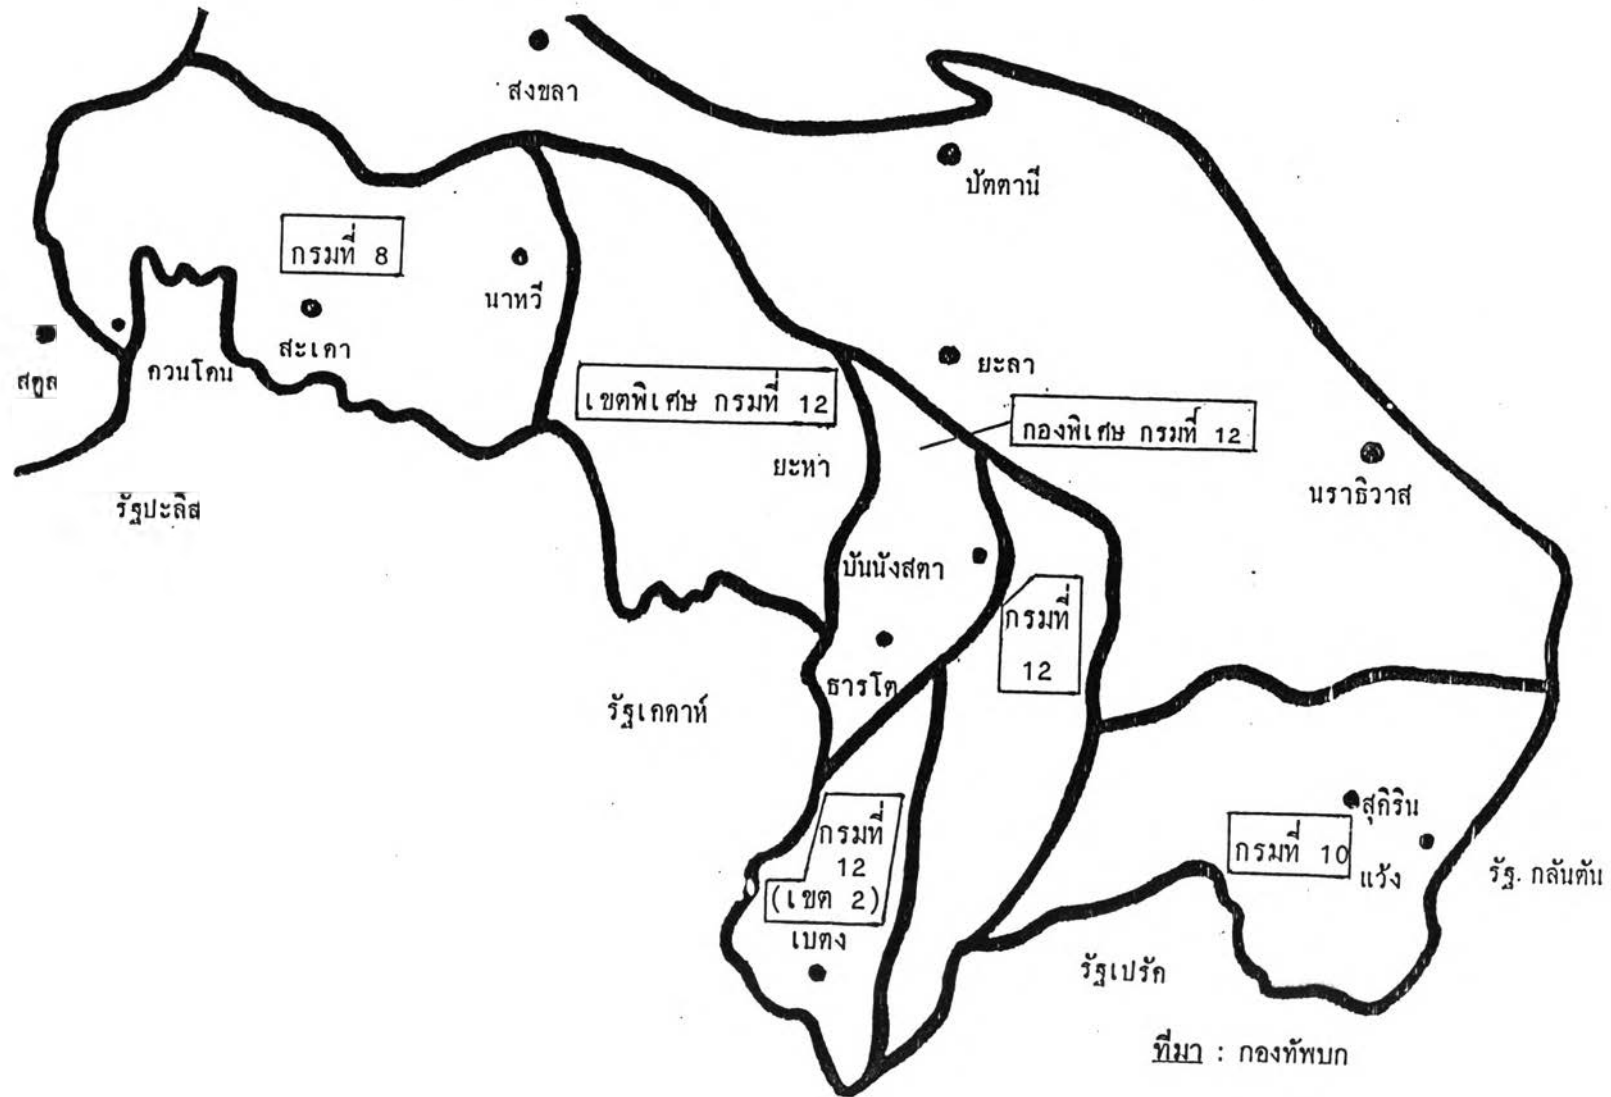 สงขลา
ปัตตานี
กรมที่ 8
นาทวี
สะเดา
สตูล
ควนโดน
เขตพิเศษ กรมที่ 12
ยะลา
กองพิเศษ กรมที่ 12
ยะหา
นราธิวาส
รัฐปะลิส
บันนังสตา
กรมที่
12
ธารโต
รัฐเคดาห์
กรมที่
12
(เขต 2)
เบตง
สุคิริน
กรมที่ 10
แว้ง
รัฐ. กลันตัน
รัฐเปรัค
ที่มา : กองทัพบก